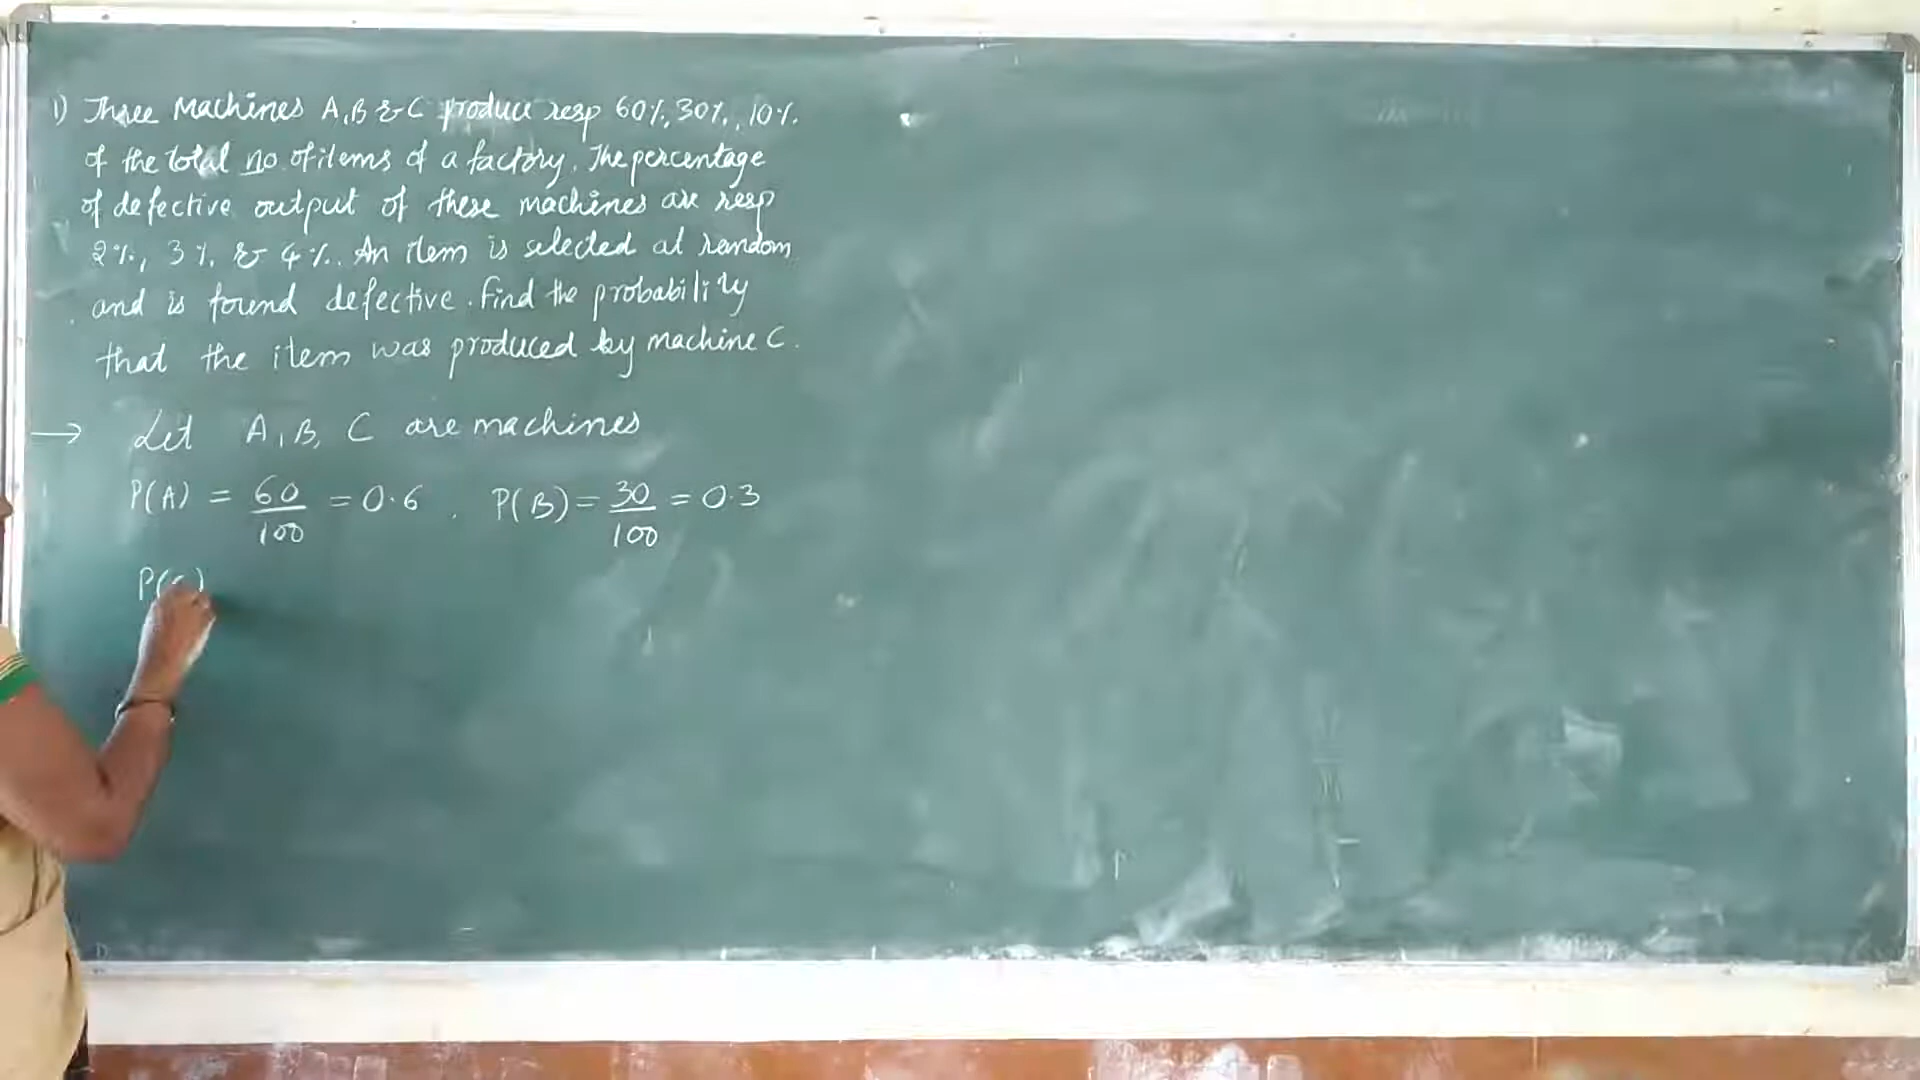 1) Three Machines A, B & C produce resp 60%, 30%, 10%.
of the total no. of items of a factory. The percentage
of defective output of these machines are resp
2%, 3% & 4%. An item is selected at random
and is found defective. Find the probability
that the item was produced by machine C.
→ Let A, B, C are machines
P(A) = 60/100 = 0.6 . P(B) = 30/100 = 0.3
P(C)